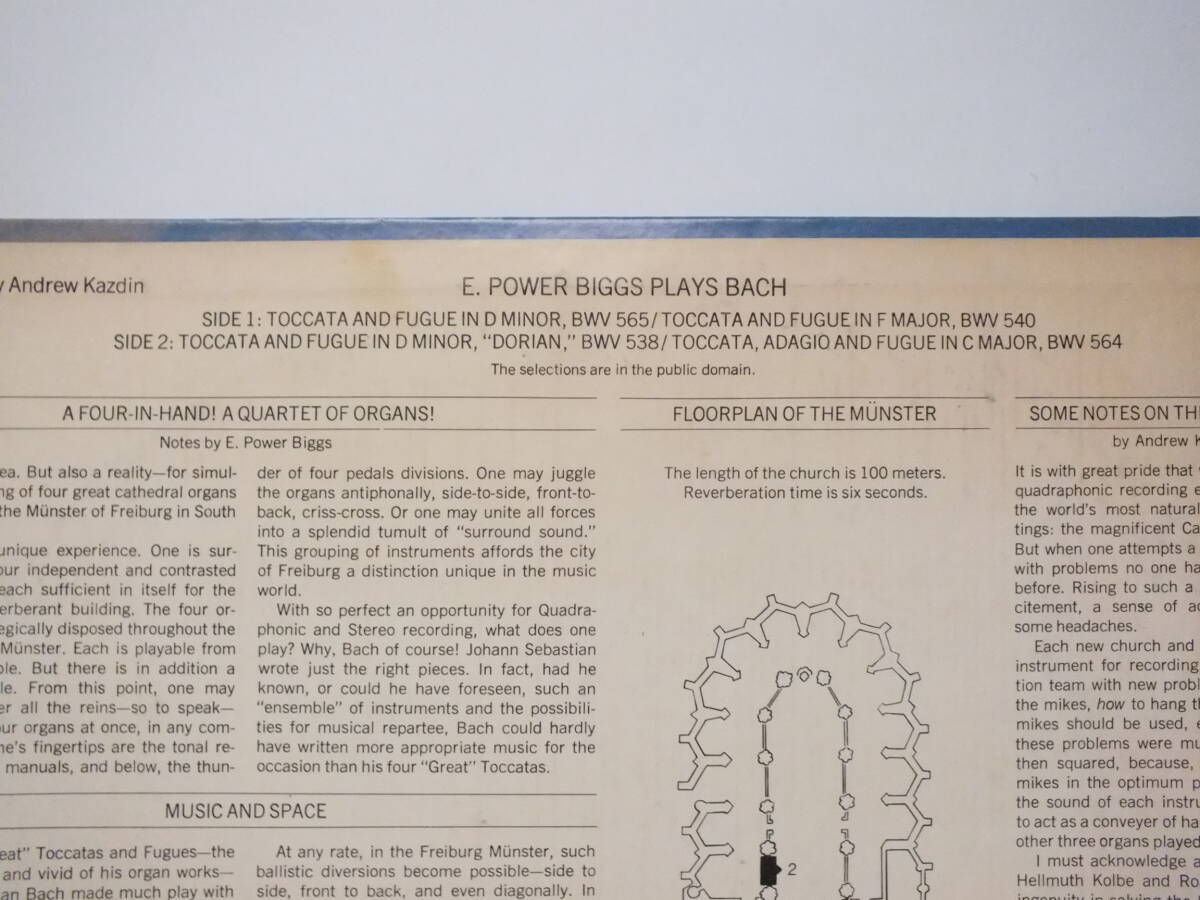 y Andrew Kazdin
E. POWER BIGGS PLAYS BACH
SIDE 1: TOCCATA AND FUGUE IN D MINOR, BWV 565/ TOCCATA AND FUGUE IN F MAJOR, BWV 540
SIDE 2: TOCCATA AND FUGUE IN D MINOR, “DORIAN,” BWV 538/ TOCCATA, ADAGIO AND FUGUE IN C MAJOR, BWV 564
The selections are in the public domain.
A FOUR-IN-HAND! A QUARTET OF ORGANS!
Notes by E. Power Biggs
ea. But also a reality—for simul-
ng of four great cathedral organs
the Münster of Freiburg in South
unique experience. One is sur-
our independent and contrasted
each sufficient in itself for the
erberant building. The four or-
egically disposed throughout the
Münster. Each is playable from
ole. But there is in addition a
le. From this point, one may
er all the reins—so to speak—
our organs at once, in any com-
ne's fingertips are the tonal re-
manuals, and below, the thun-
der of four pedals divisions. One may juggle
the organs antiphonally, side-to-side, front-to-
back, criss-cross. Or one may unite all forces
into a splendid tumult of “surround sound.”
This grouping of instruments affords the city
of Freiburg a distinction unique in the music
world.
With so perfect an opportunity for Quadra-
phonic and Stereo recording, what does one
play? Why, Bach of course! Johann Sebastian
wrote just the right pieces. In fact, had he
known, or could he have foreseen, such an
“ensemble” of instruments and the possibili-
ties for musical repartee, Bach could hardly
have written more appropriate music for the
occasion than his four “Great” Toccatas.
MUSIC AND SPACE
eat” Toccatas and Fugues—the
and vivid of his organ works—
an Bach made much play with
At any rate, in the Freiburg Münster, such
ballistic diversions become possible—side to
side, front to back, and even diagonally. In
FLOORPLAN OF THE MÜNSTER
The length of the church is 100 meters.
Reverberation time is six seconds.
2
SOME NOTES ON TH
by Andrew K
It is with great pride that
quadraphonic recording e
the world's most natural
tings: the magnificent Ca
But when one attempts a
with problems no one ha
before. Rising to such a
citement, a sense of ac
some headaches.
Each new church and
instrument for recording
tion team with new probl
the mikes, how to hang th
mikes should be used, e
these problems were mu
then squared, because,
mikes in the optimum p
the sound of each instru
to act as a conveyer of ha
other three organs played
I must acknowledge a
Hellmuth Kolbe and Ro
ingenuity in solving the